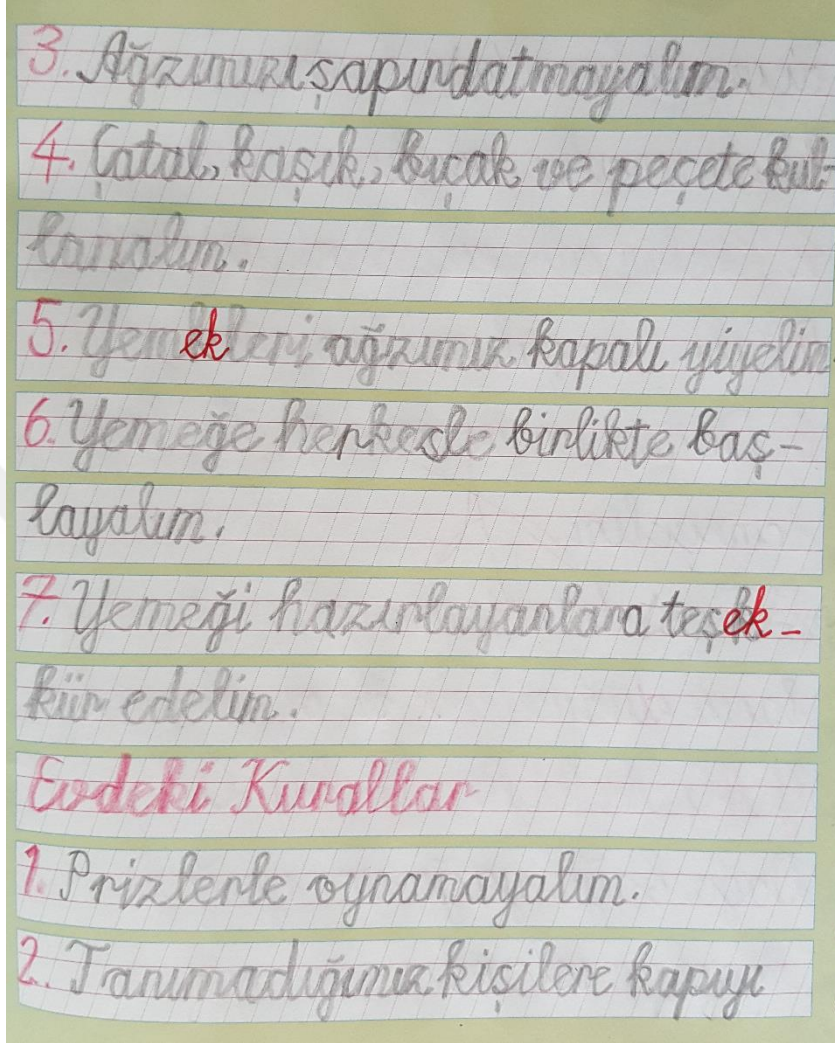 3. Ağzımızı şapırdatmayalım.
4. Çatal, kaşık, bıçak ve peçete kul-
lanalım.
5. Yemekleri ağzımız kapalı yiyelim
6. Yemeğe herkesle birlikte baş-
layalım.
7. Yemeği hazırlayanlara teşek-
kür edelim.
Evdeki Kurallar
1. Prizlerle oynamayalım.
2. Tanımadığımız kişilere kapıyı